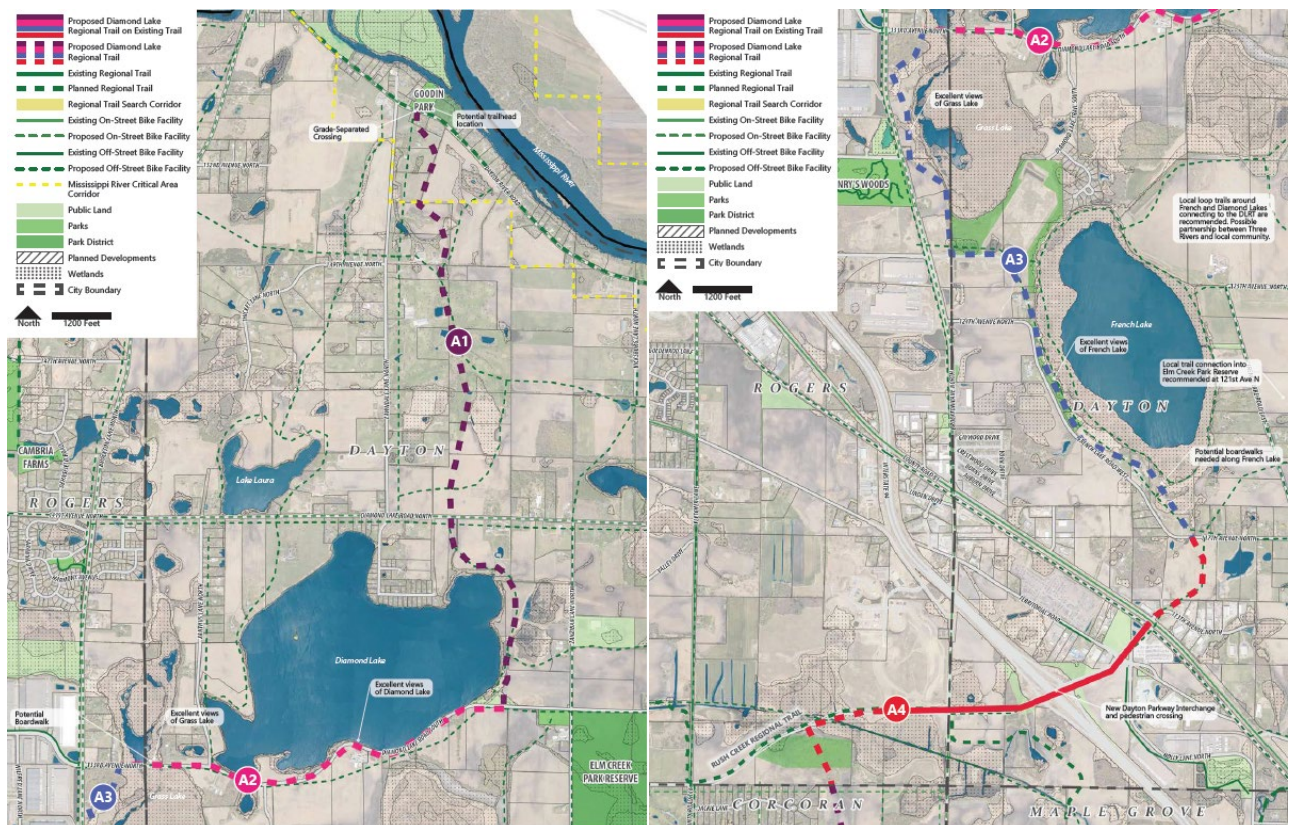 Proposed Diamond Lake
Regional Trail on Existing Trail
Proposed Diamond Lake
Regional Trail
Existing Regional Trail
Planned Regional Trail
Regional Trail Search Corridor
Existing On-Street Bike Facility
Proposed On-Street Bike Facility
Existing Off-Street Bike Facility
Proposed Off-Street Bike Facility
Mississippi River Critical Area
Corridor
Public Land
Parks
Park District
Planned Developments
Wetlands
City Boundary
North
1200 Feet
GOODIN
PARK
Grade-Separated
Crossing
Potential trailhead
location
Mississippi River
A1
DAYTON
CAMBRIA
FARMS
ROGERS
Lake Laura
DIAMOND LAKE ROAD NORTH
Diamond Lake
Excellent views
of Diamond Lake
Potential
Boardwalk
Excellent views
of Grass Lake
A2
A3
Grass Lake
ELM CREEK
PARK RESERVE
Proposed Diamond Lake
Regional Trail on Existing Trail
Proposed Diamond Lake
Regional Trail
Existing Regional Trail
Planned Regional Trail
Regional Trail Search Corridor
Existing On-Street Bike Facility
Proposed On-Street Bike Facility
Existing Off-Street Bike Facility
Proposed Off-Street Bike Facility
Public Land
Parks
Park District
Planned Developments
Wetlands
City Boundary
North
1200 Feet
A2
Excellent views
of Grass Lake
Grass Lake
NRY'S WOODS
Local loop trails around
French and Diamond Lakes
connecting to the DLRT are
recommended. Possible
partnership between Three
Rivers and local community.
A3
French Lake
Excellent views
of French Lake
Local trail connection into
Elm Creek Park Reserve
recommended at 121st Ave N
ROGERS
DAYTON
Potential boardwalks
needed along French Lake
TERRITORIAL ROAD
New Dayton Parkway Interchange
and pedestrian crossing
A4
RUSH CREEK REGIONAL TRAIL
CORCORAN
MAPLE GROVE